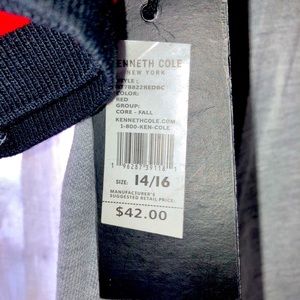 KENNETH COLE
NEW YORK
STYLE:
COLOR:
RED
GROUP:
CORE - FALL
KENNETHCOLE.COM
1-800-KEN-COLE
SIZE: 14/16
MANUFACTURER'S
SUGGESTED RETAIL PRICE:
$42.00